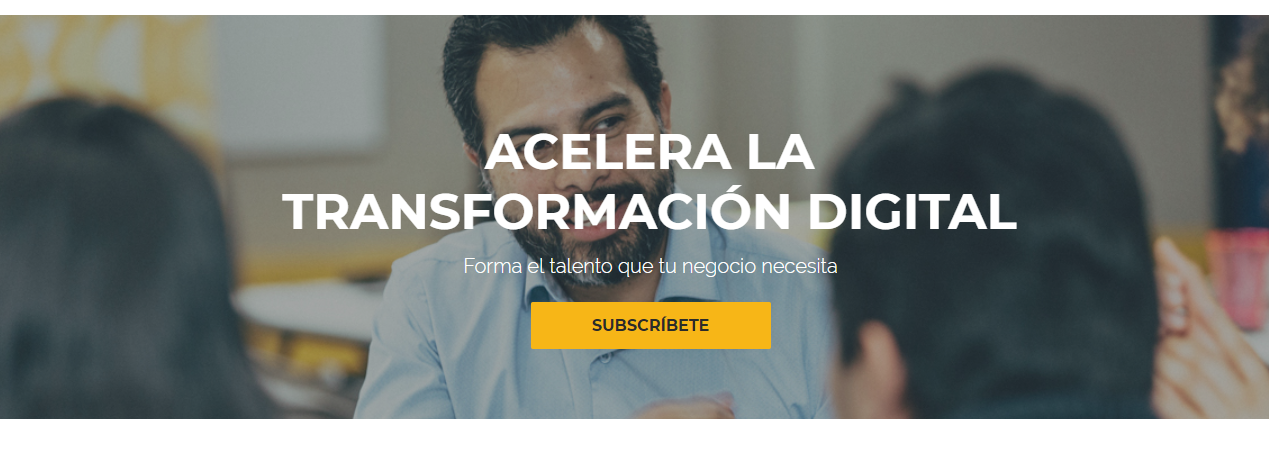 ACELERA LA
TRANSFORMACIÓN DIGITAL
Forma el talento que tu negocio necesita
SUBSCRÍBETE